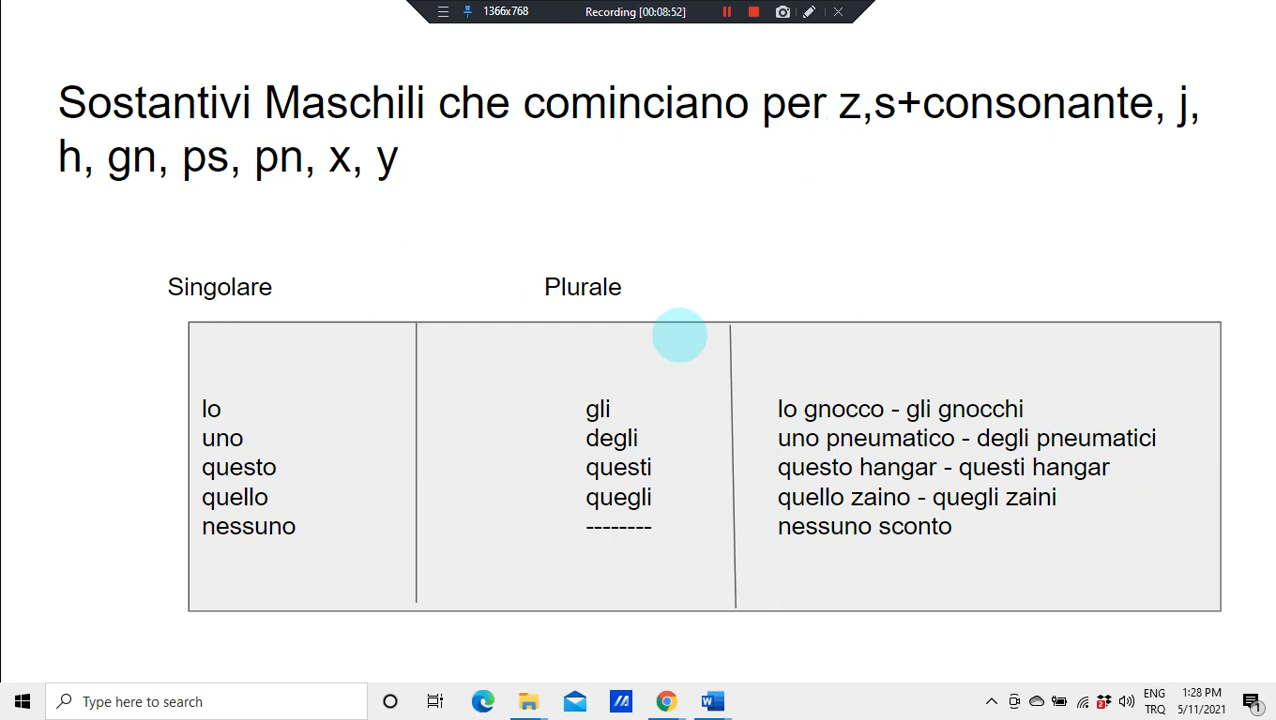 1366x768 Recording [00:08:52]
Sostantivi Maschili che cominciano per z,s+consonante, j,
h, gn, ps, pn, x, y
Singolare Plurale
lo gli lo gnocco - gli gnocchi
uno degli uno pneumatico - degli pneumatici
questo questi questo hangar - questi hangar
quello quegli quello zaino - quegli zaini
nessuno -------- nessuno sconto
Type here to search
ENG 1:28 PM
TRQ 5/11/2021